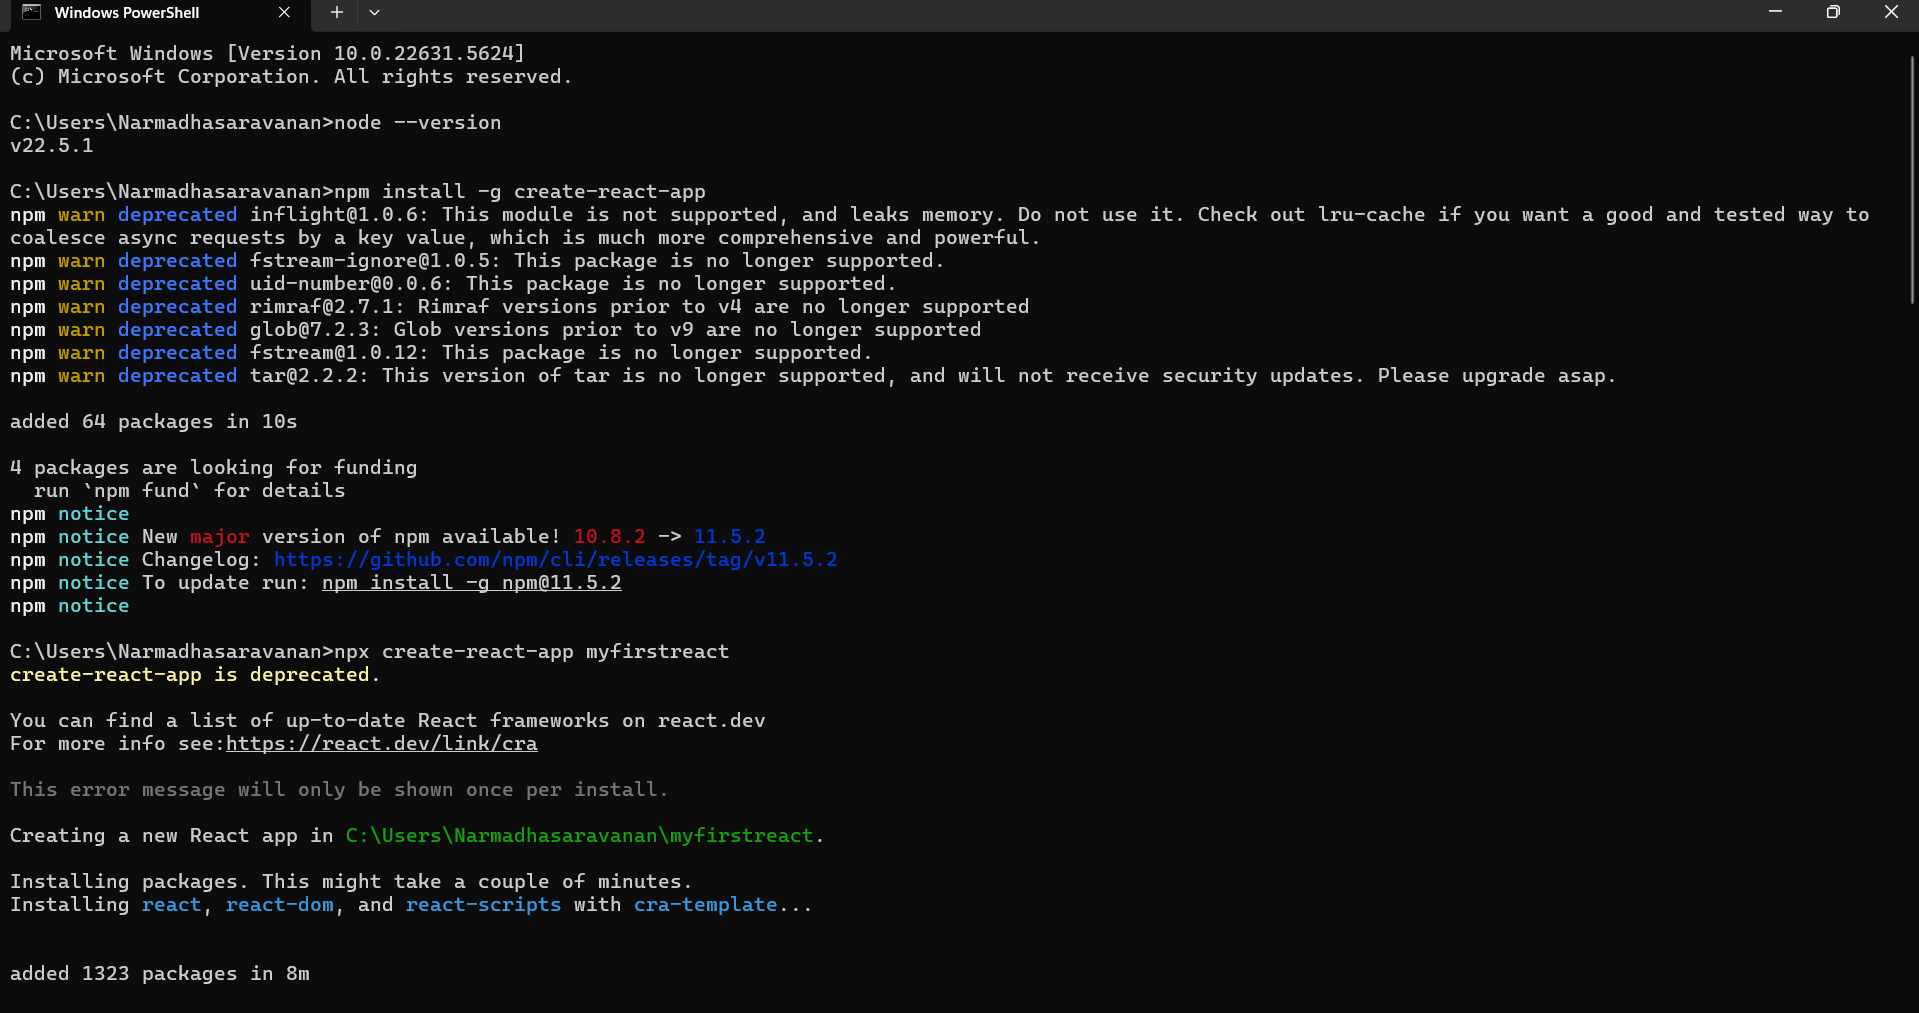 Windows PowerShell
Microsoft Windows [Version 10.0.22631.5624]
(c) Microsoft Corporation. All rights reserved.
C:\Users\Narmadhasaravanan>node --version
v22.5.1
C:\Users\Narmadhasaravanan>npm install -g create-react-app
npm warn deprecated inflight@1.0.6: This module is not supported, and leaks memory. Do not use it. Check out lru-cache if you want a good and tested way to
coalesce async requests by a key value, which is much more comprehensive and powerful.
npm warn deprecated fstream-ignore@1.0.5: This package is no longer supported.
npm warn deprecated uid-number@0.0.6: This package is no longer supported.
npm warn deprecated rimraf@2.7.1: Rimraf versions prior to v4 are no longer supported
npm warn deprecated glob@7.2.3: Glob versions prior to v9 are no longer supported
npm warn deprecated fstream@1.0.12: This package is no longer supported.
npm warn deprecated tar@2.2.2: This version of tar is no longer supported, and will not receive security updates. Please upgrade asap.
added 64 packages in 10s
4 packages are looking for funding
  run `npm fund` for details
npm notice
npm notice New major version of npm available! 10.8.2 -> 11.5.2
npm notice Changelog: https://github.com/npm/cli/releases/tag/v11.5.2
npm notice To update run: npm install -g npm@11.5.2
npm notice
C:\Users\Narmadhasaravanan>npx create-react-app myfirstreact
create-react-app is deprecated.
You can find a list of up-to-date React frameworks on react.dev
For more info see:https://react.dev/link/cra
This error message will only be shown once per install.
Creating a new React app in C:\Users\Narmadhasaravanan\myfirstreact.
Installing packages. This might take a couple of minutes.
Installing react, react-dom, and react-scripts with cra-template...
added 1323 packages in 8m